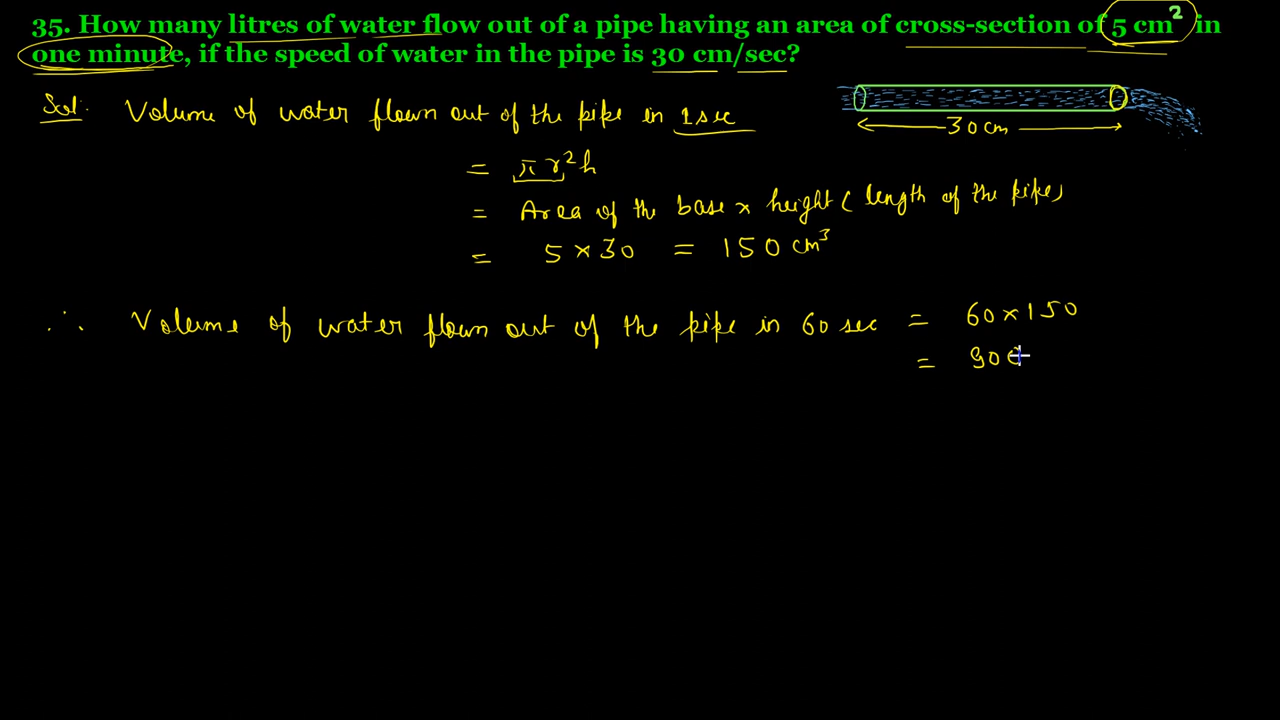 35. How many litres of water flow out of a pipe having an area of cross-section of 5 cm² in
one minute, if the speed of water in the pipe is 30 cm/sec?
Sol: Volume of water flown out of the pipe in 1 sec
30 cm
= πr²h
= Area of the base × height (length of the pipe)
= 5 × 30 = 150 cm³
∴ Volume of water flown out of the pipe in 60 sec = 60 × 150
= 900